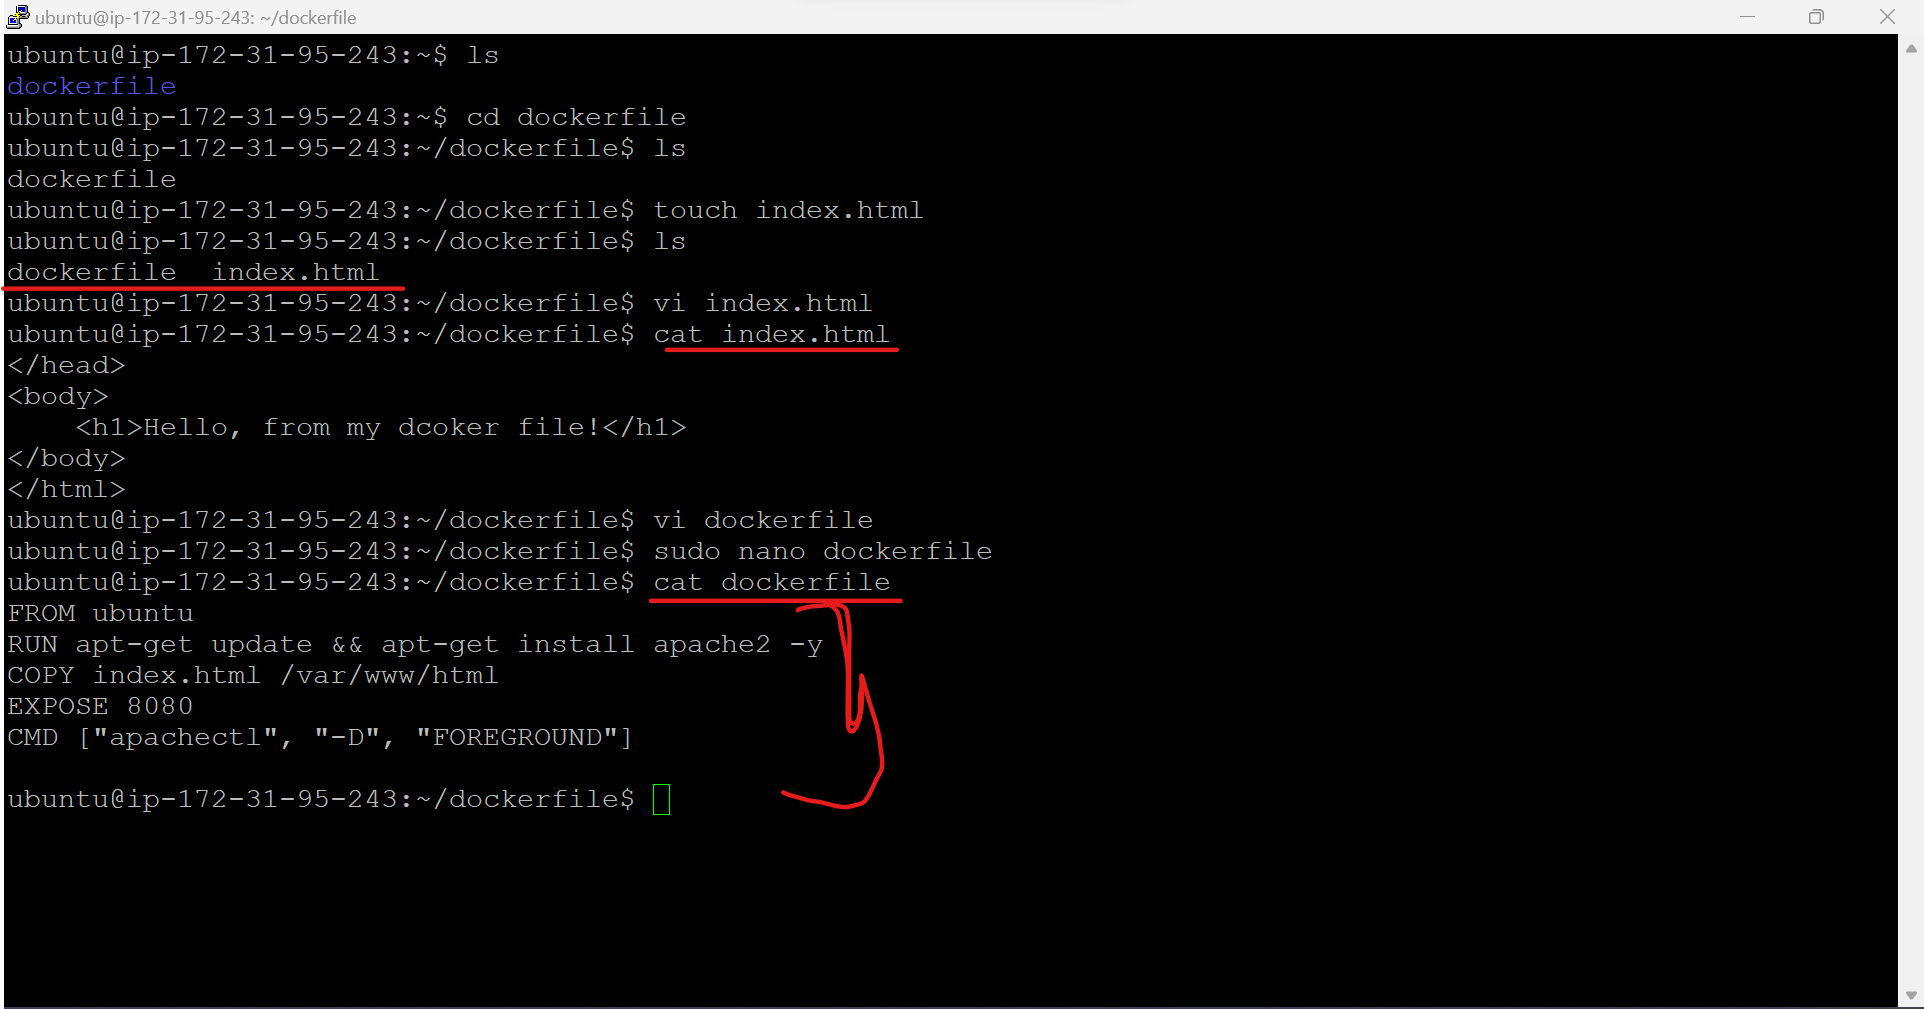 ubuntu@ip-172-31-95-243: ~/dockerfile
ubuntu@ip-172-31-95-243:~$ ls
dockerfile
ubuntu@ip-172-31-95-243:~$ cd dockerfile
ubuntu@ip-172-31-95-243:~/dockerfile$ ls
dockerfile
ubuntu@ip-172-31-95-243:~/dockerfile$ touch index.html
ubuntu@ip-172-31-95-243:~/dockerfile$ ls
dockerfile  index.html
ubuntu@ip-172-31-95-243:~/dockerfile$ vi index.html
ubuntu@ip-172-31-95-243:~/dockerfile$ cat index.html
</head>
<body>
    <h1>Hello, from my dcoker file!</h1>
</body>
</html>
ubuntu@ip-172-31-95-243:~/dockerfile$ vi dockerfile
ubuntu@ip-172-31-95-243:~/dockerfile$ sudo nano dockerfile
ubuntu@ip-172-31-95-243:~/dockerfile$ cat dockerfile
FROM ubuntu
RUN apt-get update && apt-get install apache2 -y
COPY index.html /var/www/html
EXPOSE 8080
CMD ["apachectl", "-D", "FOREGROUND"]
ubuntu@ip-172-31-95-243:~/dockerfile$